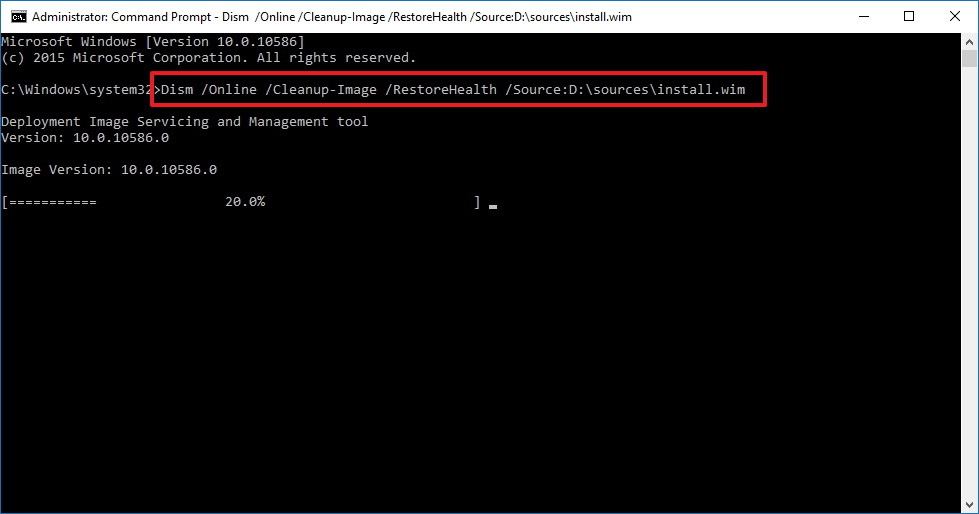 Administrator: Command Prompt - Dism  /Online /Cleanup-Image /RestoreHealth /Source:D:\sources\install.wim
Microsoft Windows [Version 10.0.10586]
(c) 2015 Microsoft Corporation. All rights reserved.
C:\Windows\system32>Dism /Online /Cleanup-Image /RestoreHealth /Source:D:\sources\install.wim
Deployment Image Servicing and Management tool
Version: 10.0.10586.0
Image Version: 10.0.10586.0
[===========                20.0%                          ]